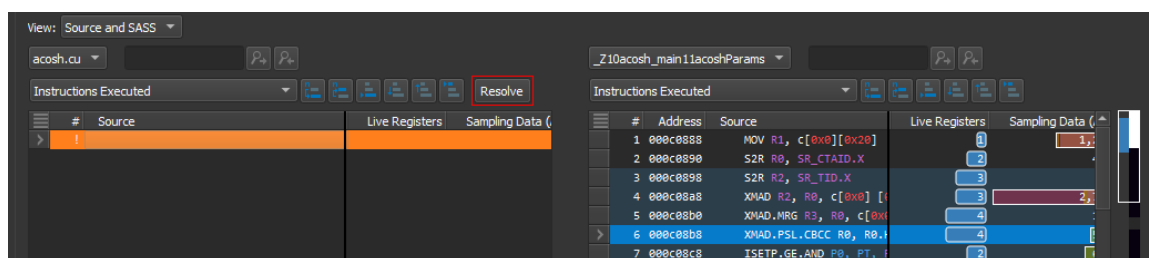 View: Source and SASS
acosh.cu
_Z10acosh_main11acoshParams
Instructions Executed Resolve
Instructions Executed
# Source Live Registers Sampling Data (
# Address Source Live Registers Sampling Data (
!
1 000c0888 MOV R1, c[0x0][0x20] 1 1,
2 000c0890 S2R R0, SR_CTAID.X 2
3 000c0898 S2R R2, SR_TID.X 3
4 000c08a8 XMAD R2, R0, c[0x0] [ 3 2,
5 000c08b0 XMAD.MRG R3, R0, c[0x 4
6 000c08b8 XMAD.PSL.CBCC R0, R0. 4
7 000c08c8 ISETP.GE.AND P0, PT, 2